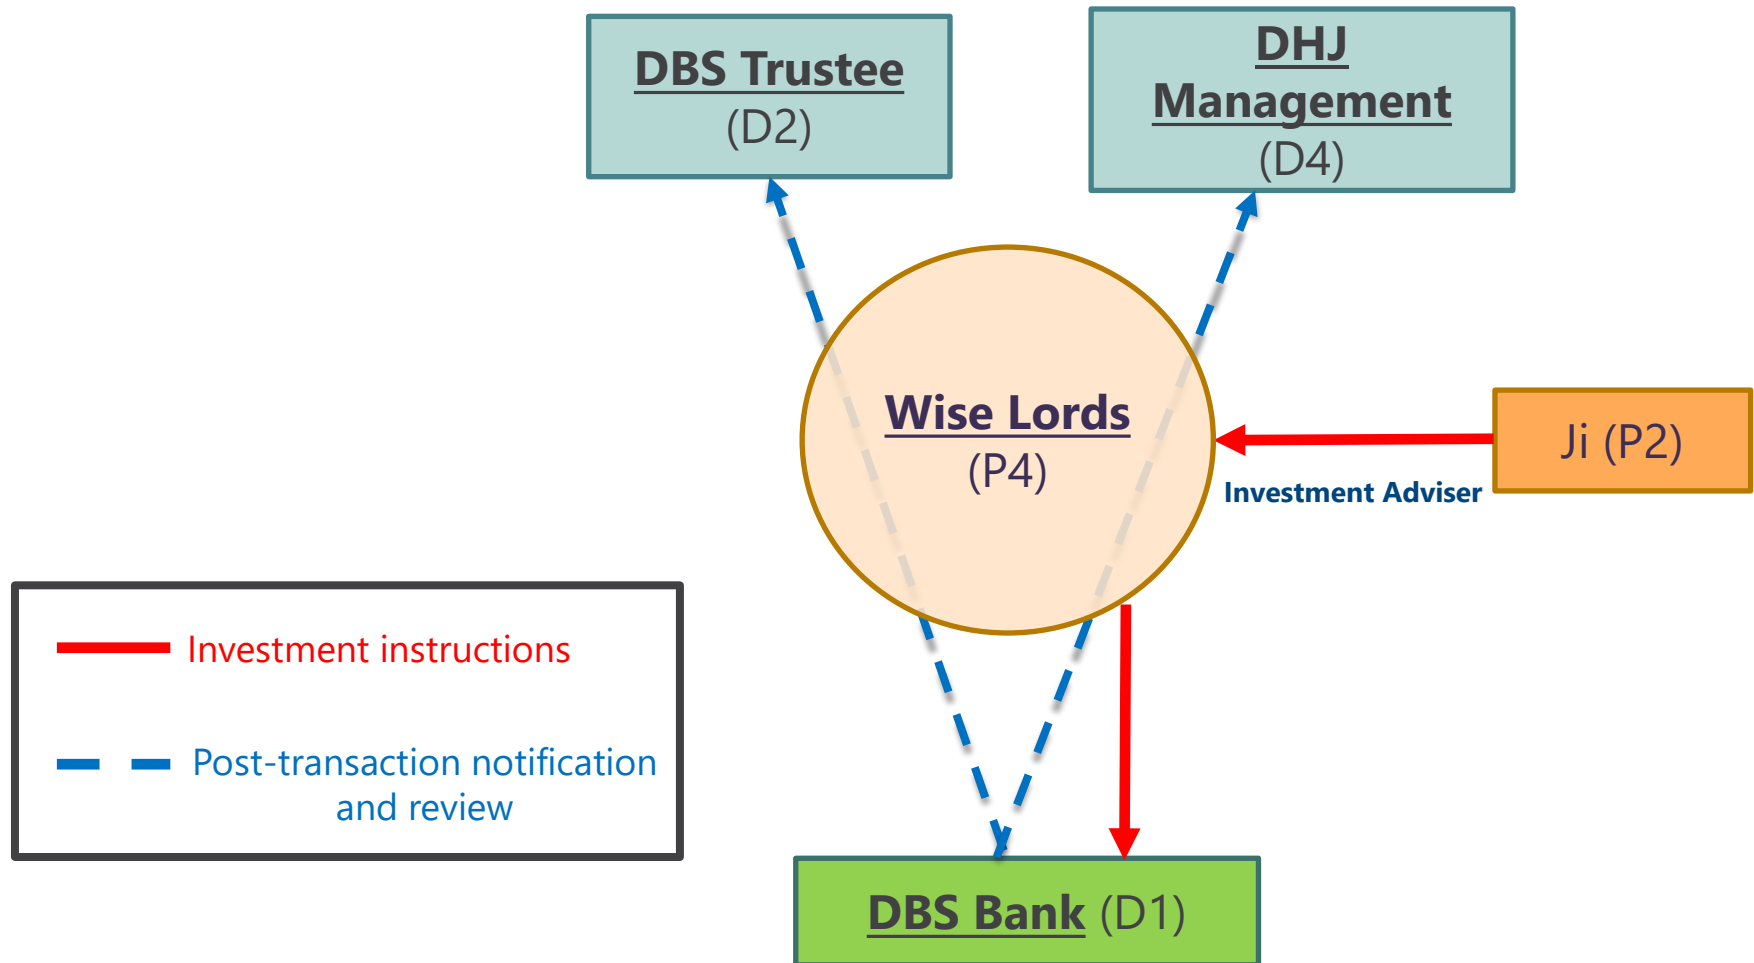 DBS Trustee
(D2)
DHJ
Management
(D4)
Wise Lords
(P4)
Ji (P2)
Investment Adviser
Investment instructions
Post-transaction notification
and review
DBS Bank (D1)